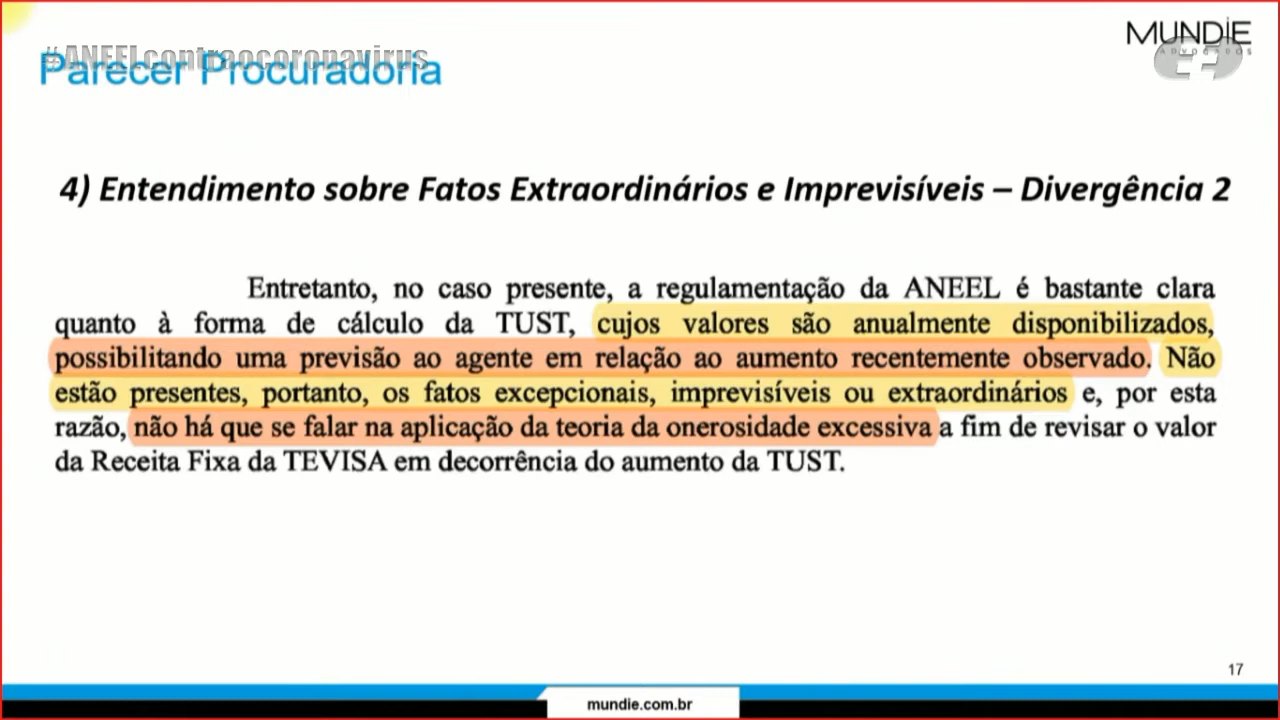 #ANEELcontraocoronavirus
Parecer Procuradoria
MUNDIE
ADVOGADOS
4) Entendimento sobre Fatos Extraordinários e Imprevisíveis – Divergência 2
Entretanto, no caso presente, a regulamentação da ANEEL é bastante clara
quanto à forma de cálculo da TUST, cujos valores são anualmente disponibilizados,
possibilitando uma previsão ao agente em relação ao aumento recentemente observado. Não
estão presentes, portanto, os fatos excepcionais, imprevisíveis ou extraordinários e, por esta
razão, não há que se falar na aplicação da teoria da onerosidade excessiva a fim de revisar o valor
da Receita Fixa da TEVISA em decorrência do aumento da TUST.
17
mundie.com.br